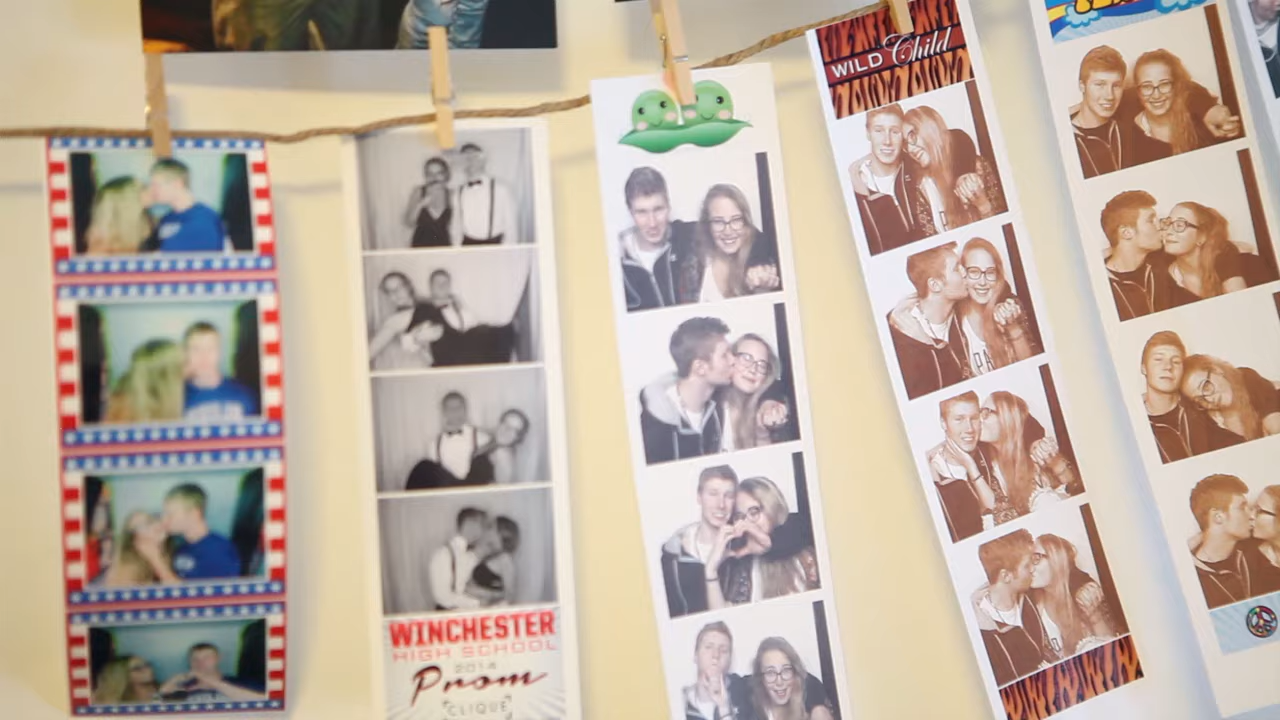 WILD Child
WINCHESTER
HIGH SCHOOL
2014
Prom
CLIQUE